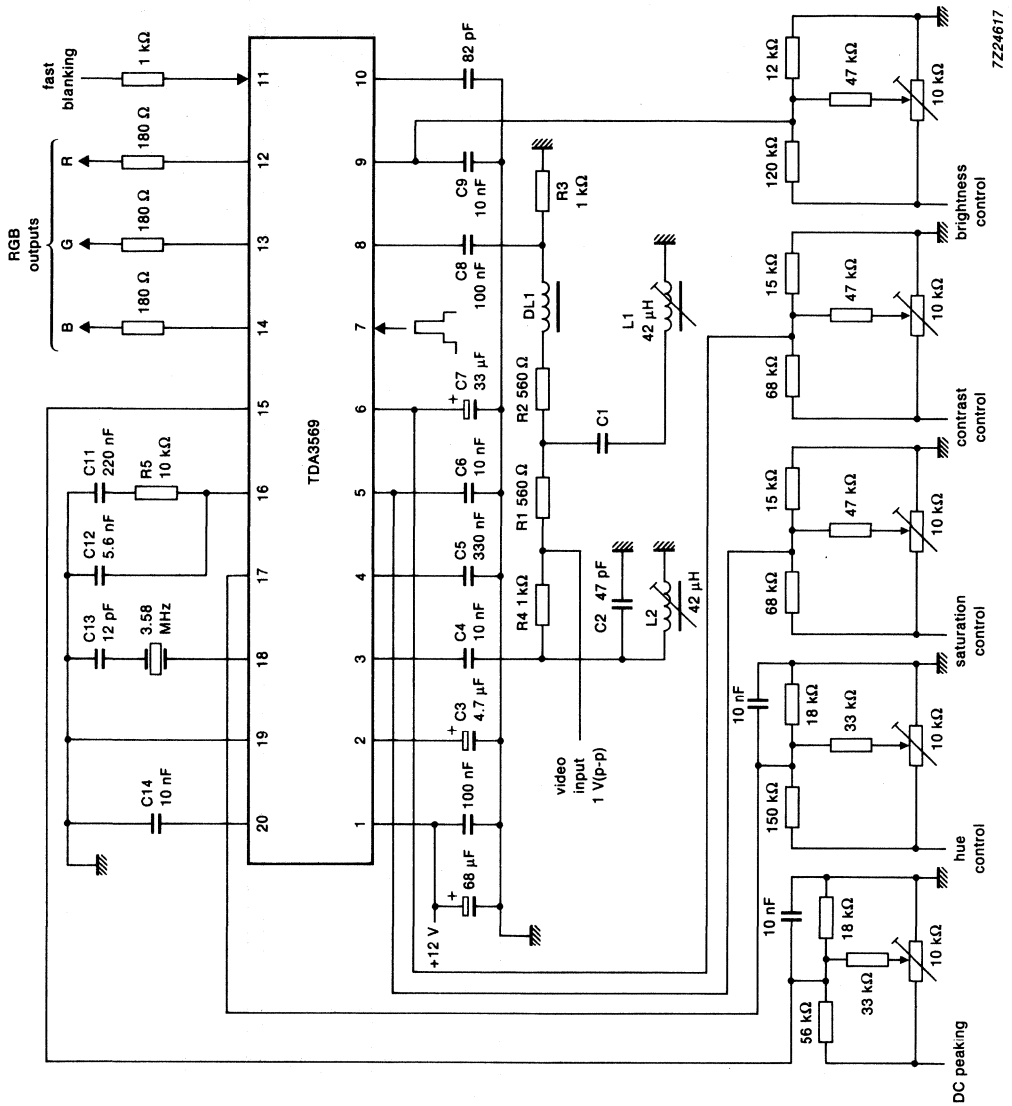 fast
blanking
1 kΩ
RGB
outputs
R
180 Ω
G
180 Ω
B
180 Ω
C11
220 nF
R5
10 kΩ
C12
5.6 nF
C13
12 pF
3.58
MHz
C14
10 nF
20
19
18
17
16
15
14
13
12
11
TDA3569
1
2
3
4
5
6
7
8
9
10
+12 V
68 µF
+
100 nF
C3
4.7 µF
+
C4
10 nF
C5
330 nF
C6
10 nF
C7
33 µF
+
C8
100 nF
C9
10 nF
82 pF
video
input
1 V(p-p)
R4 1 kΩ
R1 560 Ω
R2 560 Ω
DL1
R3
1 kΩ
C2
47 pF
L2
42 µH
C1
L1
42 µH
10 nF
56 kΩ
18 kΩ
33 kΩ
10 kΩ
DC peaking
10 nF
150 kΩ
18 kΩ
33 kΩ
10 kΩ
hue
control
68 kΩ
15 kΩ
47 kΩ
10 kΩ
saturation
control
68 kΩ
15 kΩ
47 kΩ
10 kΩ
contrast
control
120 kΩ
12 kΩ
47 kΩ
10 kΩ
brightness
control
7Z24617